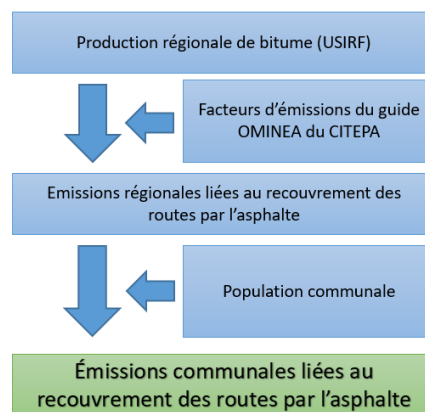 Production régionale de bitume (USIRF)
Facteurs d'émissions du guide
OMINEA du CITEPA
Emissions régionales liées au recouvrement des
routes par l'asphalte
Population communale
Émissions communales liées au
recouvrement des routes par l'asphalte